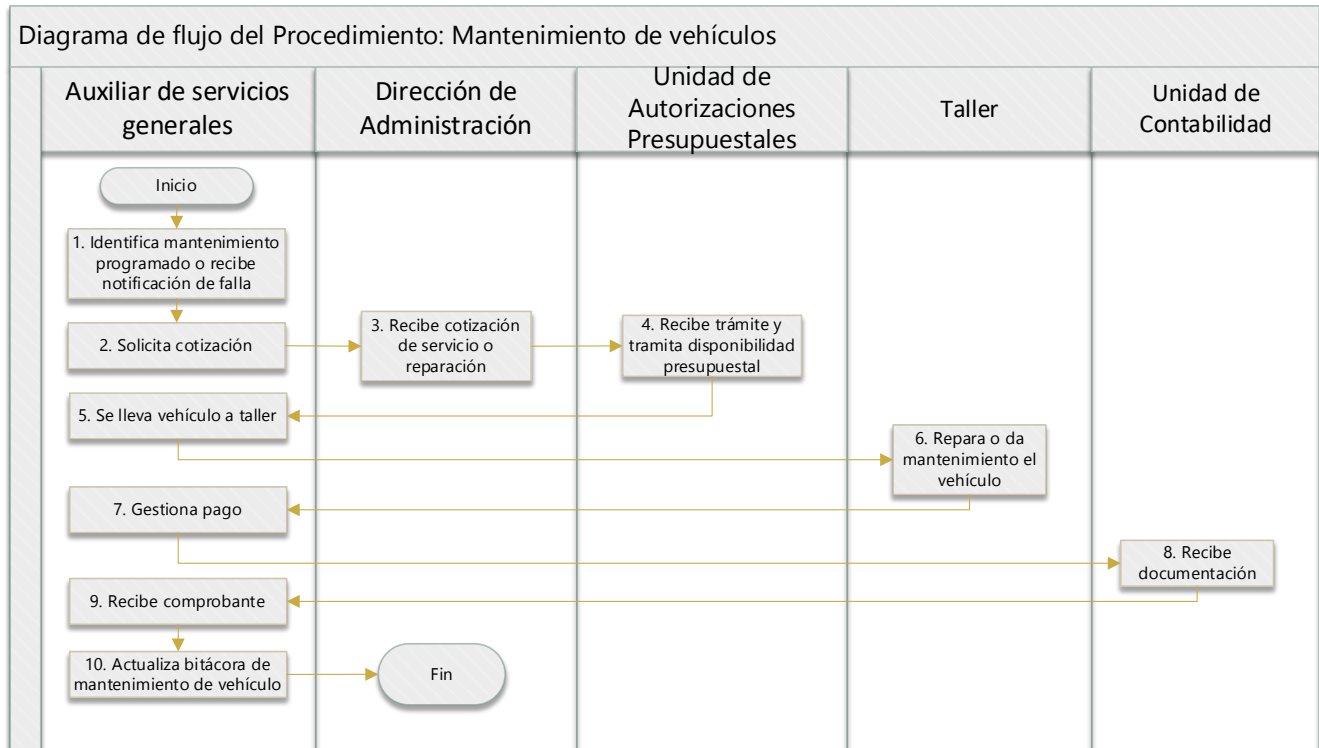 Diagrama de flujo del Procedimiento: Mantenimiento de vehículos
Auxiliar de servicios
generales
Dirección de
Administración
Unidad de
Autorizaciones
Presupuestales
Taller
Unidad de
Contabilidad
Inicio
1. Identifica mantenimiento
programado o recibe
notificación de falla
2. Solicita cotización
3. Recibe cotización
de servicio o
reparación
4. Recibe trámite y
tramita disponibilidad
presupuestal
5. Se lleva vehículo a taller
6. Repara o da
mantenimiento el
vehículo
7. Gestiona pago
8. Recibe
documentación
9. Recibe comprobante
10. Actualiza bitácora de
mantenimiento de vehículo
Fin